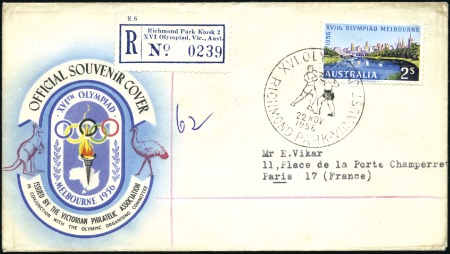 R.6
R
Richmond Park Kiosk 2
XVI Olympiad, Vic., Aust.
No 0239
XVIth OLYMPIAD MELBOURNE
1956
AUSTRALIA 2s
XVI OLYMPIAD
22 NOV
1956
RICHMOND PARK VIC. AUST
OFFICIAL SOUVENIR COVER
XVITH OLYMPIAD
MELBOURNE 1956
ISSUED BY THE VICTORIAN PHILATELIC ASSOCIATION
IN CONJUNCTION WITH THE OLYMPIC ORGANISING COMMITTEE
62
Mr E.Vikar
11,Place de la Porte Champerret
Paris 17 (France)